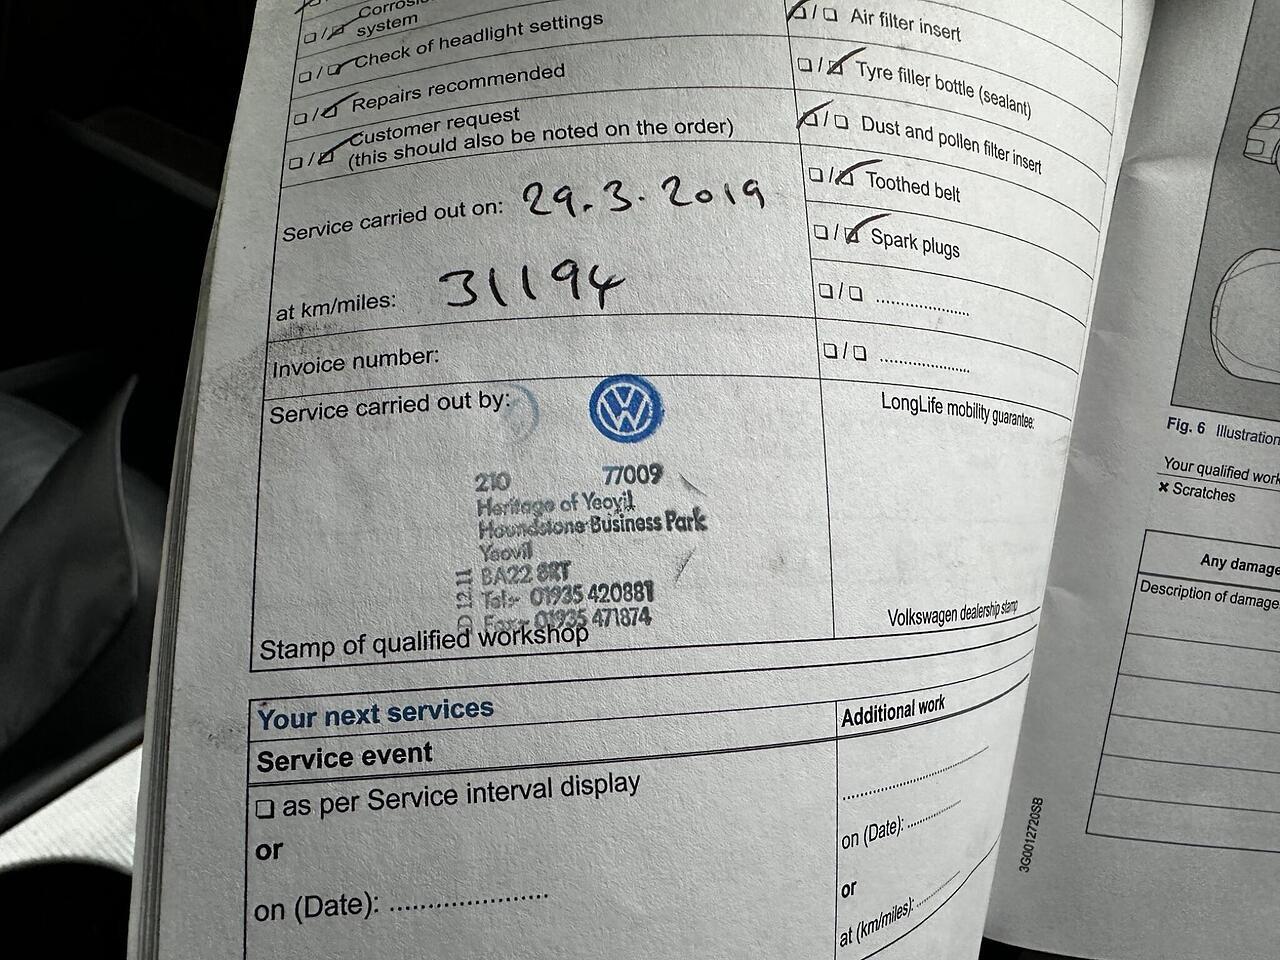 system
Check of headlight settings
Repairs recommended
Customer request
(this should also be noted on the order)
Service carried out on: 29.3.2019
at km/miles: 31194
Invoice number:
Service carried out by:
Air filter insert
Tyre filler bottle (sealant)
Dust and pollen filter insert
Toothed belt
Spark plugs
....................
....................
210 77009
Heritage of Yeovil
Houndstone Business Park
Yeovil
BA22 8RT
Tel:- 01935 420881
Fax:- 01935 471874
D 12.11
Stamp of qualified workshop
LongLife mobility guarantee:
Volkswagen dealership stamp
Your next services
Service event
as per Service interval display
or
on (Date): ......................
Additional work
..............................
on (Date): ...........
or
at (km/miles): .........
3G0012720SB
Fig. 6 Illustration
Your qualified
✖ Scratches
Any damage
Description of damage